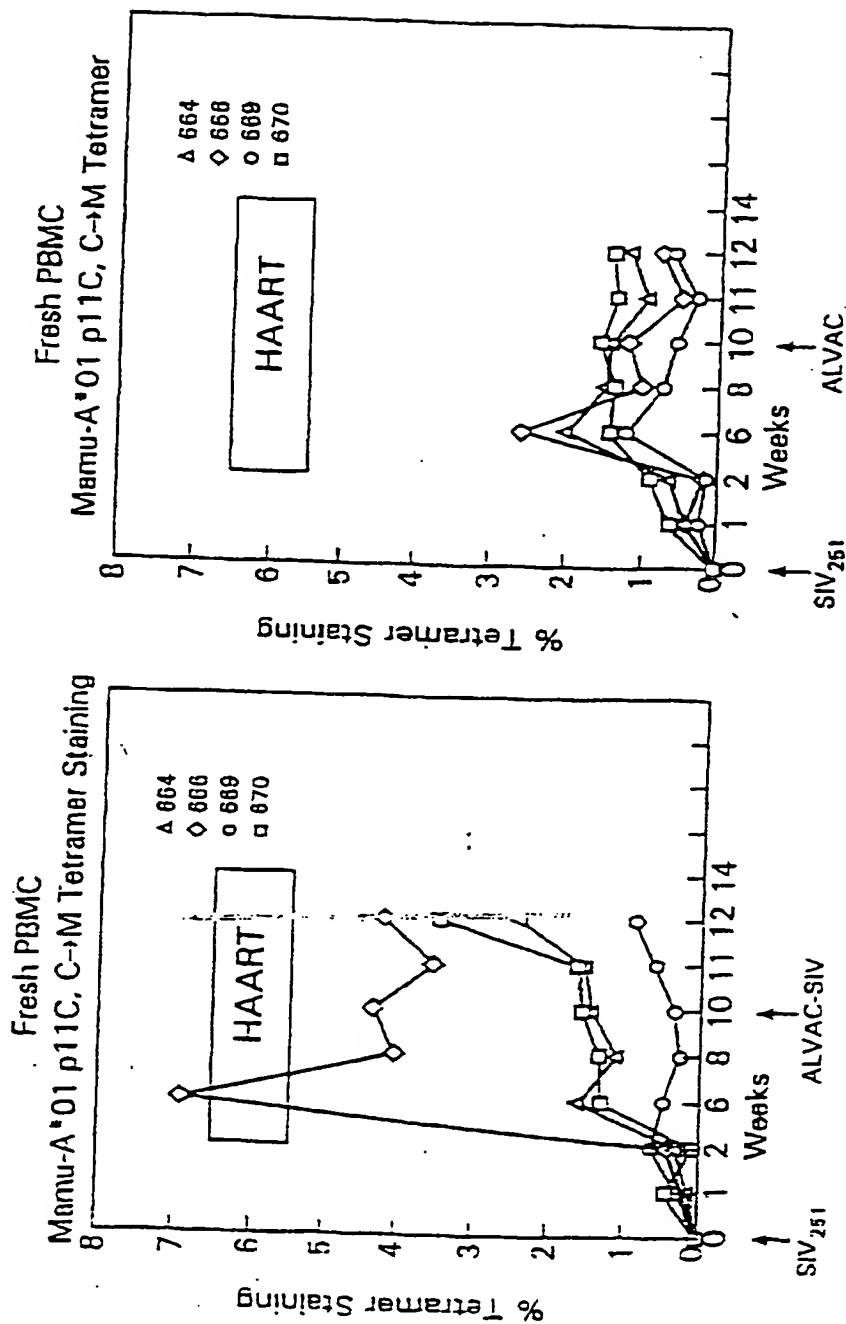 Fresh PBMC
Mamu-A*01 p11C, C→M Tetramer Staining
% Tetramer Staining
8
7
6
5
4
3
2
1
0
HAART
△ 664
◇ 666
○ 669
□ 670
0 1 2 6 8 10 11 12 14
Weeks
SIV251
ALVAC-SIV
Fresh PBMC
Mamu-A*01 p11C, C→M Tetramer
% Tetramer Staining
8
7
6
5
4
3
2
1
0
HAART
△ 664
◇ 668
○ 669
□ 670
0 1 2 6 8 10 11 12 14
Weeks
SIV251
ALVAC